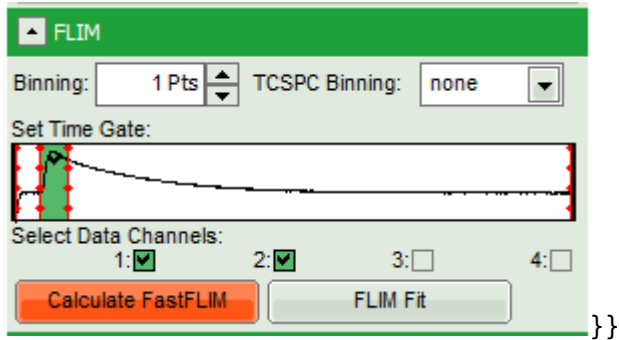 FLIM
Binning: 1 Pts TCSPC Binning: none
Set Time Gate:
Select Data Channels:
1: 2: 3: 4:
Calculate FastFLIM FLIM Fit
}}